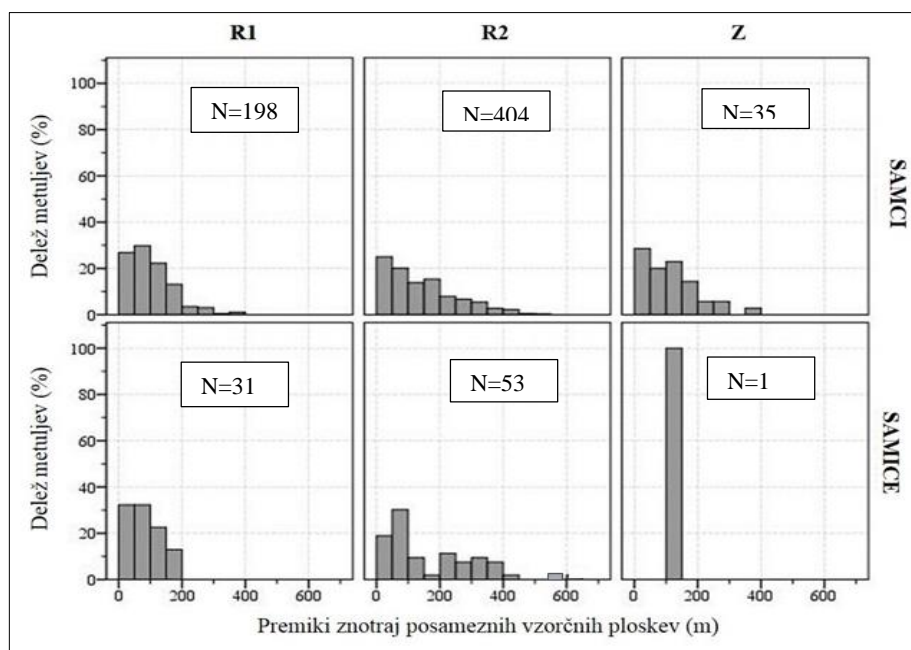 R1 R2 Z
Delež metuljev (%)
100
80
60
40
20
0
N=198
N=404
N=35
SAMCI
Delež metuljev (%)
100
80
60
40
20
0
N=31
N=53
N=1
SAMICE
0 200 400 600 0 200 400 600 0 200 400 600
Premiki znotraj posameznih vzorčnih ploskev (m)